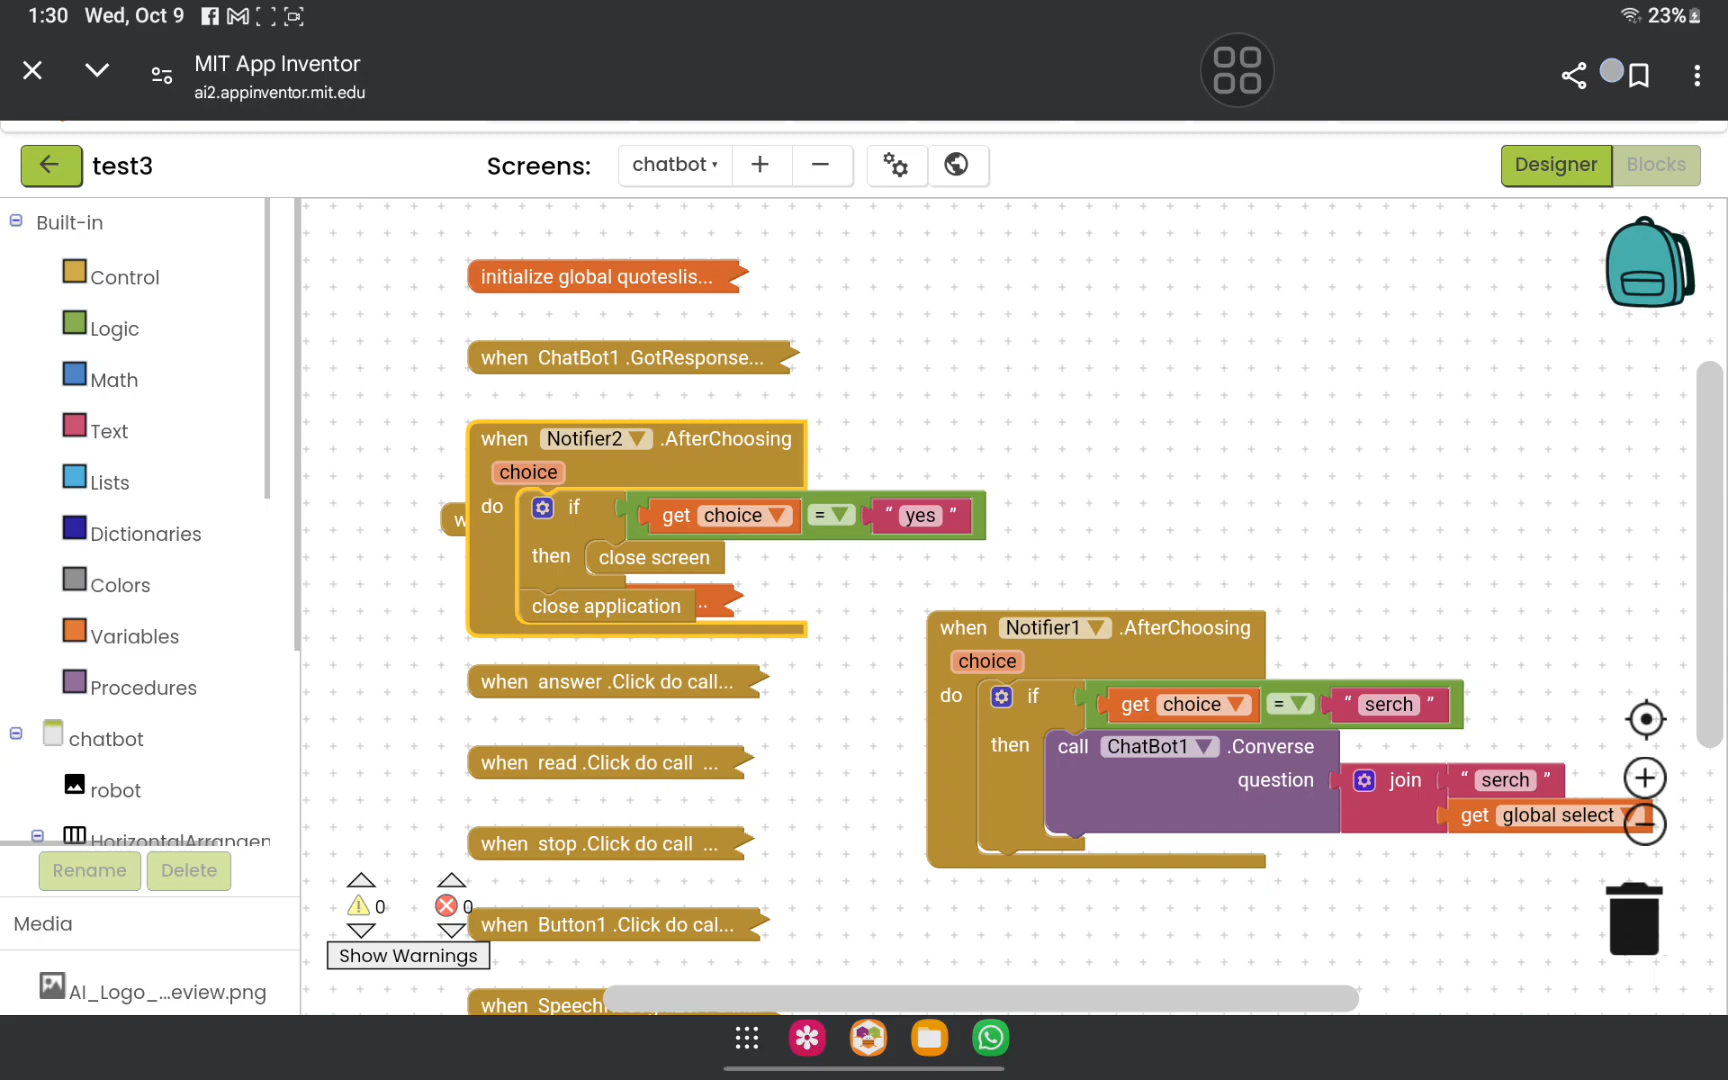 1:30 Wed, Oct 9
23%
MIT App Inventor
ai2.appinventor.mit.edu
test3
Screens:
chatbot
Designer
Blocks
Built-in
Control
Logic
Math
Text
Lists
Dictionaries
Colors
Variables
Procedures
chatbot
robot
HorizontalArrangen
Rename
Delete
Media
AI_Logo_...eview.png
initialize global quoteslis...
when ChatBot1 .GotResponse...
when Notifier2 .AfterChoosing
choice
do if get choice = “ yes ”
then close screen
close application ..
when answer .Click do call...
when read .Click do call ...
when stop .Click do call ...
when Button1 .Click do cal...
when Speech
when Notifier1 .AfterChoosing
choice
do if get choice = “ serch ”
then call ChatBot1 .Converse
question join “ serch ”
get global select
0 0
Show Warnings